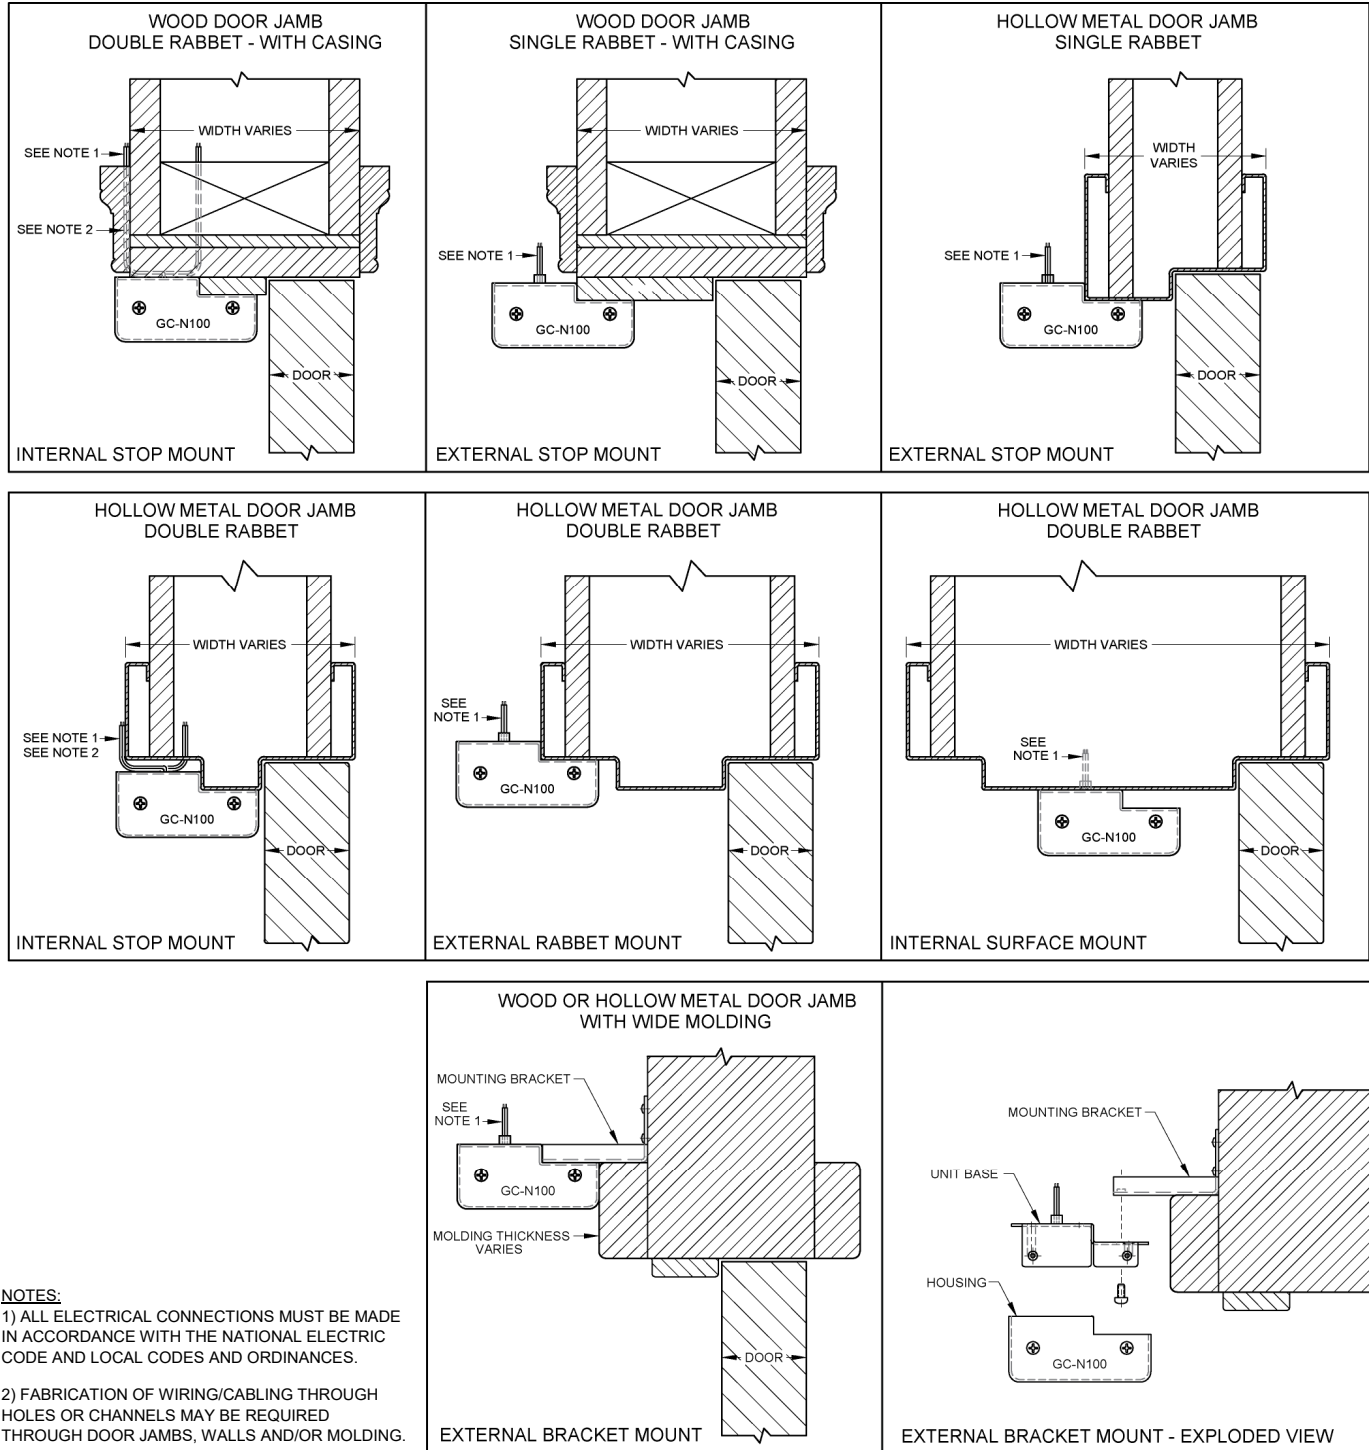 WOOD DOOR JAMB
DOUBLE RABBET - WITH CASING
WIDTH VARIES
SEE NOTE 1
SEE NOTE 2
GC-N100
DOOR
INTERNAL STOP MOUNT
WOOD DOOR JAMB
SINGLE RABBET - WITH CASING
WIDTH VARIES
SEE NOTE 1
GC-N100
DOOR
EXTERNAL STOP MOUNT
HOLLOW METAL DOOR JAMB
SINGLE RABBET
WIDTH
VARIES
SEE NOTE 1
GC-N100
DOOR
EXTERNAL STOP MOUNT
HOLLOW METAL DOOR JAMB
DOUBLE RABBET
WIDTH VARIES
SEE NOTE 1
SEE NOTE 2
GC-N100
DOOR
INTERNAL STOP MOUNT
HOLLOW METAL DOOR JAMB
DOUBLE RABBET
WIDTH VARIES
SEE
NOTE 1
GC-N100
DOOR
EXTERNAL RABBET MOUNT
HOLLOW METAL DOOR JAMB
DOUBLE RABBET
WIDTH VARIES
SEE
NOTE 1
GC-N100
DOOR
INTERNAL SURFACE MOUNT
WOOD OR HOLLOW METAL DOOR JAMB
WITH WIDE MOLDING
MOUNTING BRACKET
SEE
NOTE 1
GC-N100
MOLDING THICKNESS
VARIES
DOOR
EXTERNAL BRACKET MOUNT
MOUNTING BRACKET
UNIT BASE
HOUSING
GC-N100
EXTERNAL BRACKET MOUNT - EXPLODED VIEW
NOTES:
1) ALL ELECTRICAL CONNECTIONS MUST BE MADE
IN ACCORDANCE WITH THE NATIONAL ELECTRIC
CODE AND LOCAL CODES AND ORDINANCES.
2) FABRICATION OF WIRING/CABLING THROUGH
HOLES OR CHANNELS MAY BE REQUIRED
THROUGH DOOR JAMBS, WALLS AND/OR MOLDING.